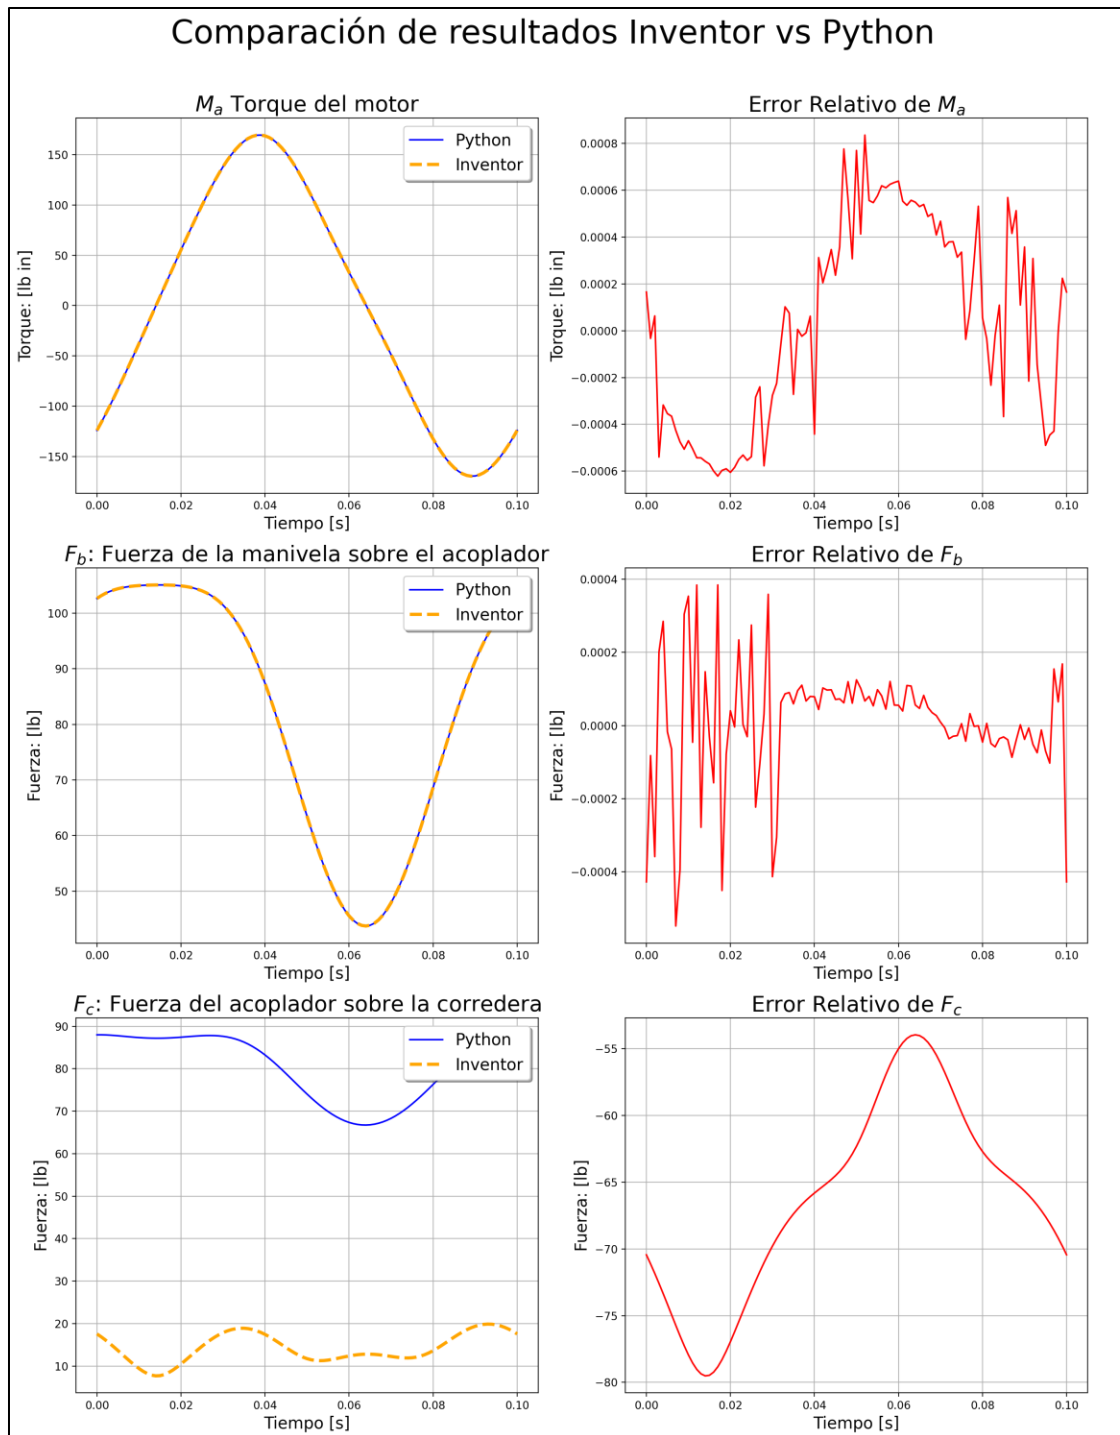 Comparación de resultados Inventor vs Python
M_a Torque del motor
Torque: [lb in]
150
100
50
0
−50
−100
−150
Python
Inventor
0.00 0.02 0.04 0.06 0.08 0.10
Tiempo [s]
Error Relativo de M_a
Torque: [lb in]
0.0008
0.0006
0.0004
0.0002
0.0000
−0.0002
−0.0004
−0.0006
0.00 0.02 0.04 0.06 0.08 0.10
Tiempo [s]
F_b: Fuerza de la manivela sobre el acoplador
Fuerza: [lb]
100
90
80
70
60
50
Python
Inventor
0.00 0.02 0.04 0.06 0.08 0.10
Tiempo [s]
Error Relativo de F_b
Fuerza: [lb]
0.0004
0.0002
0.0000
−0.0002
−0.0004
0.00 0.02 0.04 0.06 0.08 0.10
Tiempo [s]
F_c: Fuerza del acoplador sobre la corredera
Fuerza: [lb]
90
80
70
60
50
40
30
20
10
Python
Inventor
0.00 0.02 0.04 0.06 0.08 0.10
Tiempo [s]
Error Relativo de F_c
Fuerza: [lb]
−55
−60
−65
−70
−75
−80
0.00 0.02 0.04 0.06 0.08 0.10
Tiempo [s]